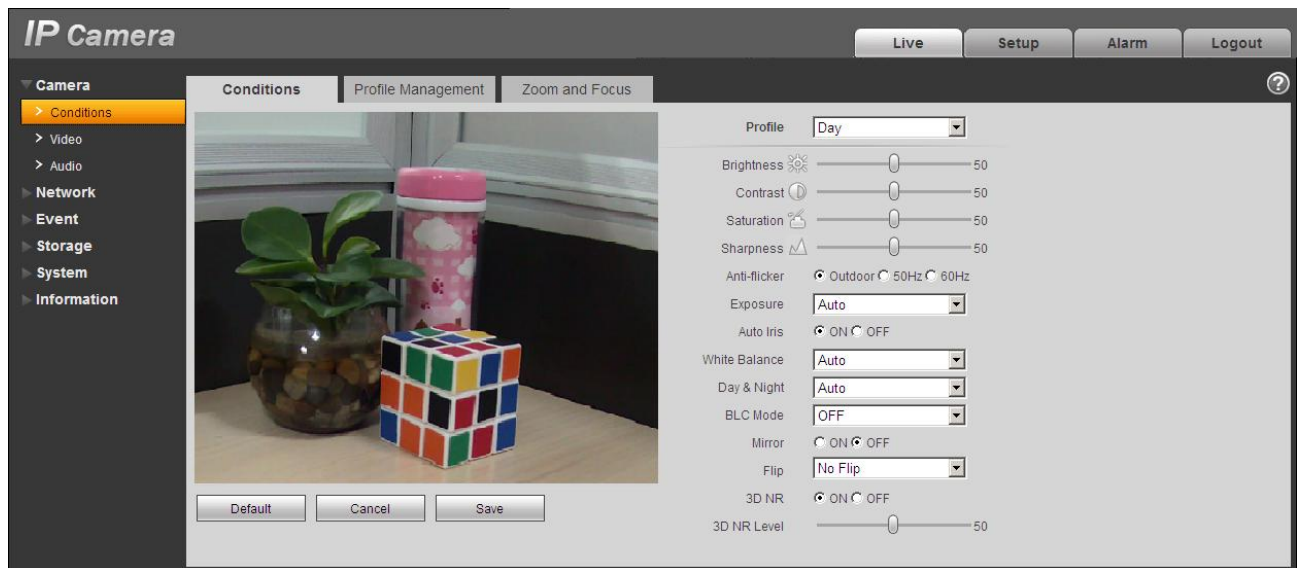 IP Camera
Live
Setup
Alarm
Logout
Camera
> Conditions
> Video
> Audio
Network
Event
Storage
System
Information
Conditions
Profile Management
Zoom and Focus
?
Default
Cancel
Save
Profile Day
Brightness 50
Contrast 50
Saturation 50
Sharpness 50
Anti-flicker Outdoor 50Hz 60Hz
Exposure Auto
Auto Iris ON OFF
White Balance Auto
Day & Night Auto
BLC Mode OFF
Mirror ON OFF
Flip No Flip
3D NR ON OFF
3D NR Level 50